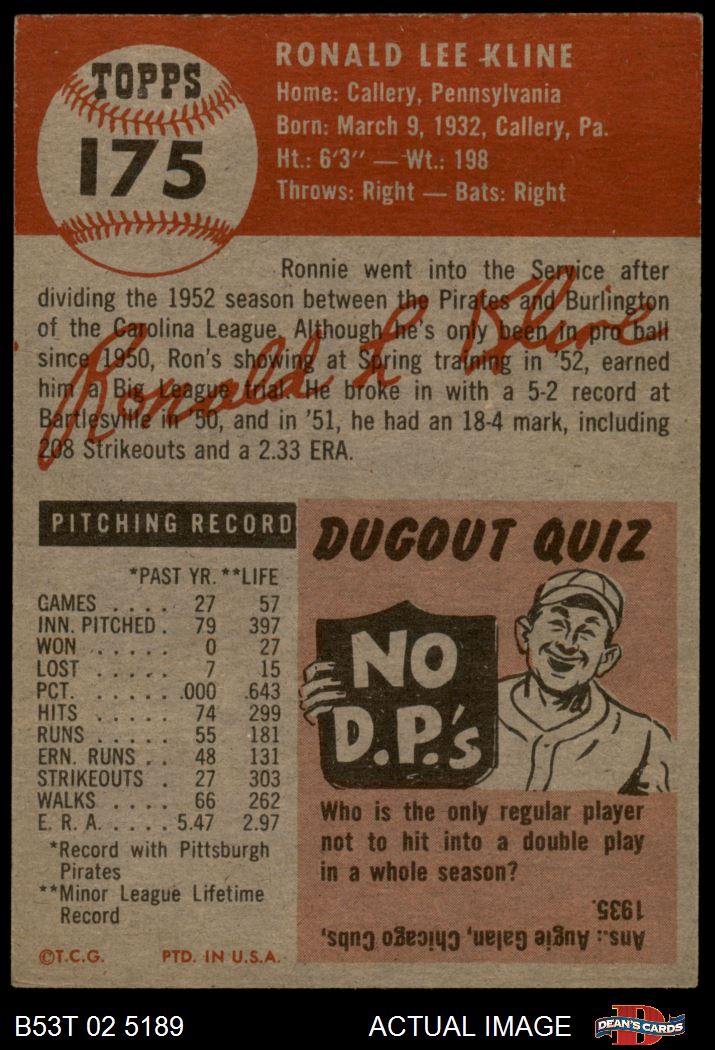 TOPPS
175
RONALD LEE KLINE
Home: Callery, Pennsylvania
Born: March 9, 1932, Callery, Pa.
Ht.: 6'3" — Wt.: 198
Throws: Right — Bats: Right
Ronnie went into the Service after
dividing the 1952 season between the Pirates and Burlington
of the Carolina League. Although he's only been in pro ball
since 1950, Ron's showing at Spring training in '52, earned
him a Big League trial. He broke in with a 5-2 record at
Bartlesville in '50, and in '51, he had an 18-4 mark, including
208 Strikeouts and a 2.33 ERA.
Ronald L Kline
PITCHING RECORD
*PAST YR. **LIFE
GAMES .... 27 57
INN. PITCHED . 79 397
WON ..... 0 27
LOST ..... 7 15
PCT. ..... .000 .643
HITS ..... 74 299
RUNS ..... 55 181
ERN. RUNS .. 48 131
STRIKEOUTS . 27 303
WALKS .... 66 262
E. R. A. .... 5.47 2.97
*Record with Pittsburgh
Pirates
**Minor League Lifetime
Record
©T.C.G. PTD. IN U.S.A.
DUGOUT QUIZ
NO
D.P.'s
Who is the only regular player
not to hit into a double play
in a whole season?
Ans.: Augie Galan, Chicago Cubs,
1935.
B53T 02 5189
ACTUAL IMAGE
D
DEAN'S CARDS